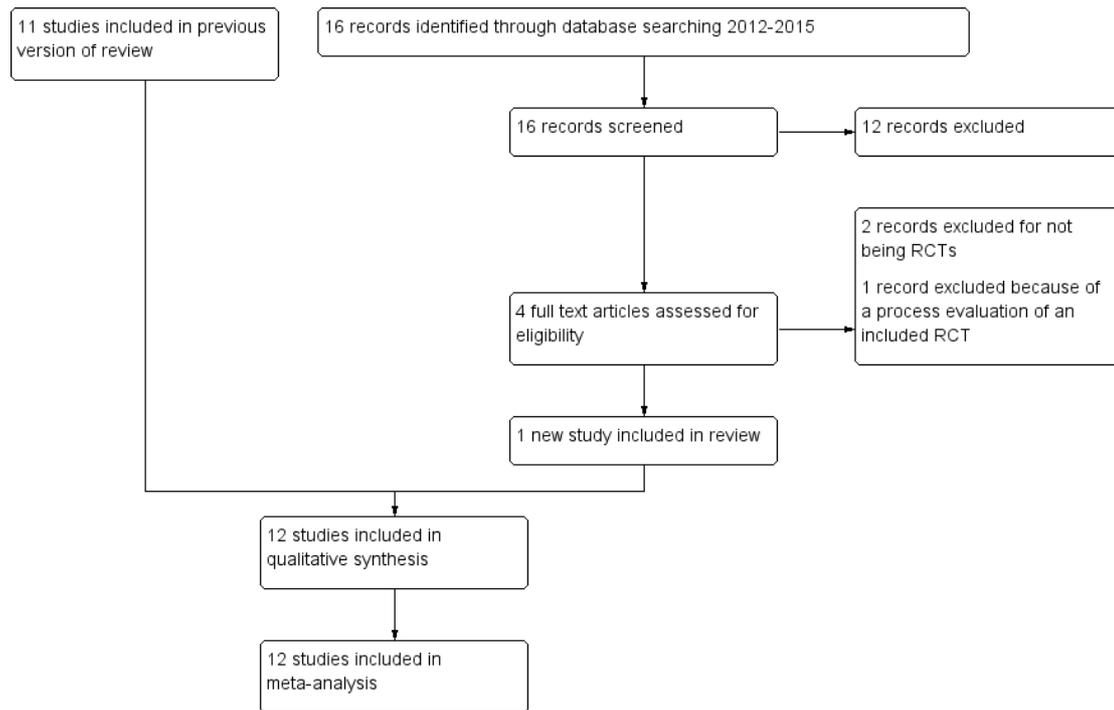 11 studies included in previous
version of review
16 records identified through database searching 2012-2015
16 records screened
12 records excluded
2 records excluded for not
being RCTs
1 record excluded because of
a process evaluation of an
included RCT
4 full text articles assessed for
eligibility
1 new study included in review
12 studies included in
qualitative synthesis
12 studies included in
meta-analysis